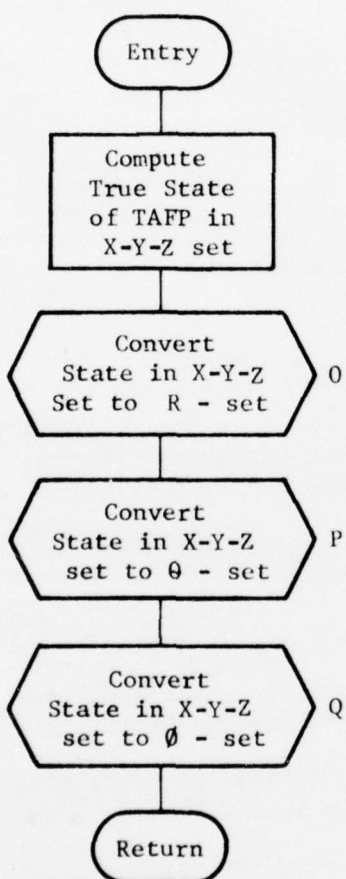 Entry
Compute
True State
of TAFP in
X-Y-Z set
Convert
State in X-Y-Z
Set to R - set
O
Convert
State in X-Y-Z
set to θ - set
P
Convert
State in X-Y-Z
set to Ø - set
Q
Return